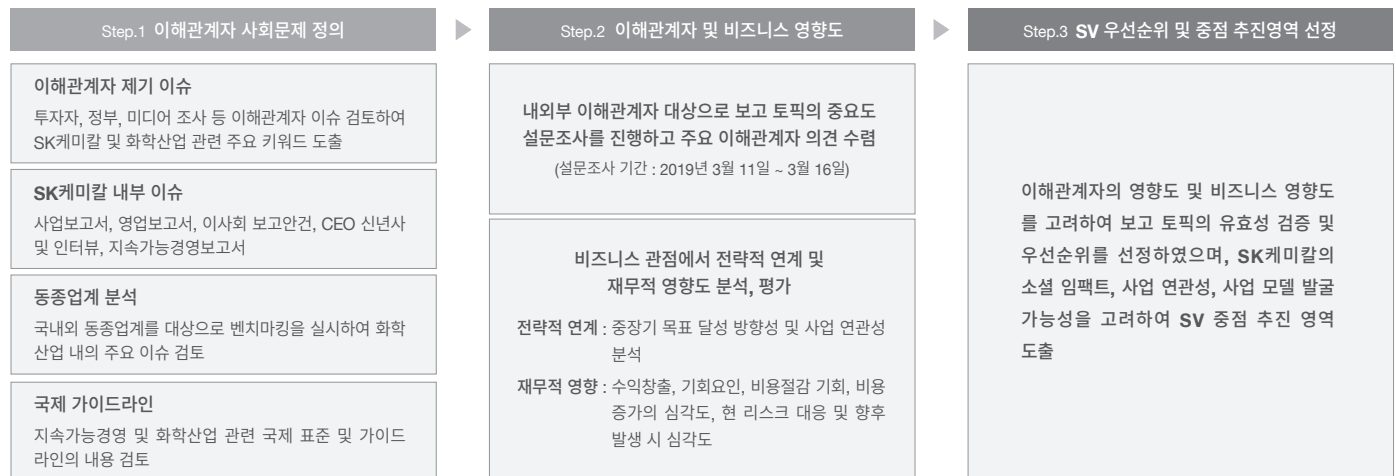 Step.1 이해관계자 사회문제 정의
이해관계자 제기 이슈
투자자, 정부, 미디어 조사 등 이해관계자 이슈 검토하여
SK케미칼 및 화학산업 관련 주요 키워드 도출
SK케미칼 내부 이슈
사업보고서, 영업보고서, 이사회 보고안건, CEO 신년사
및 인터뷰, 지속가능경영보고서
동종업계 분석
국내외 동종업계를 대상으로 벤치마킹을 실시하여 화학
산업 내의 주요 이슈 검토
국제 가이드라인
지속가능경영 및 화학산업 관련 국제 표준 및 가이드
라인의 내용 검토
Step.2 이해관계자 및 비즈니스 영향도
내외부 이해관계자 대상으로 보고 토픽의 중요도
설문조사를 진행하고 주요 이해관계자 의견 수렴
(설문조사 기간 : 2019년 3월 11일 ~ 3월 16일)
비즈니스 관점에서 전략적 연계 및
재무적 영향도 분석, 평가
전략적 연계 : 중장기 목표 달성 방향성 및 사업 연관성
분석
재무적 영향 : 수익창출, 기회요인, 비용절감 기회, 비용
증가의 심각도, 현 리스크 대응 및 향후
발생 시 심각도
Step.3 SV 우선순위 및 중점 추진영역 선정
이해관계자의 영향도 및 비즈니스 영향도
를 고려하여 보고 토픽의 유효성 검증 및
우선순위를 선정하였으며, SK케미칼의
소셜 임팩트, 사업 연관성, 사업 모델 발굴
가능성을 고려하여 SV 중점 추진 영역
도출